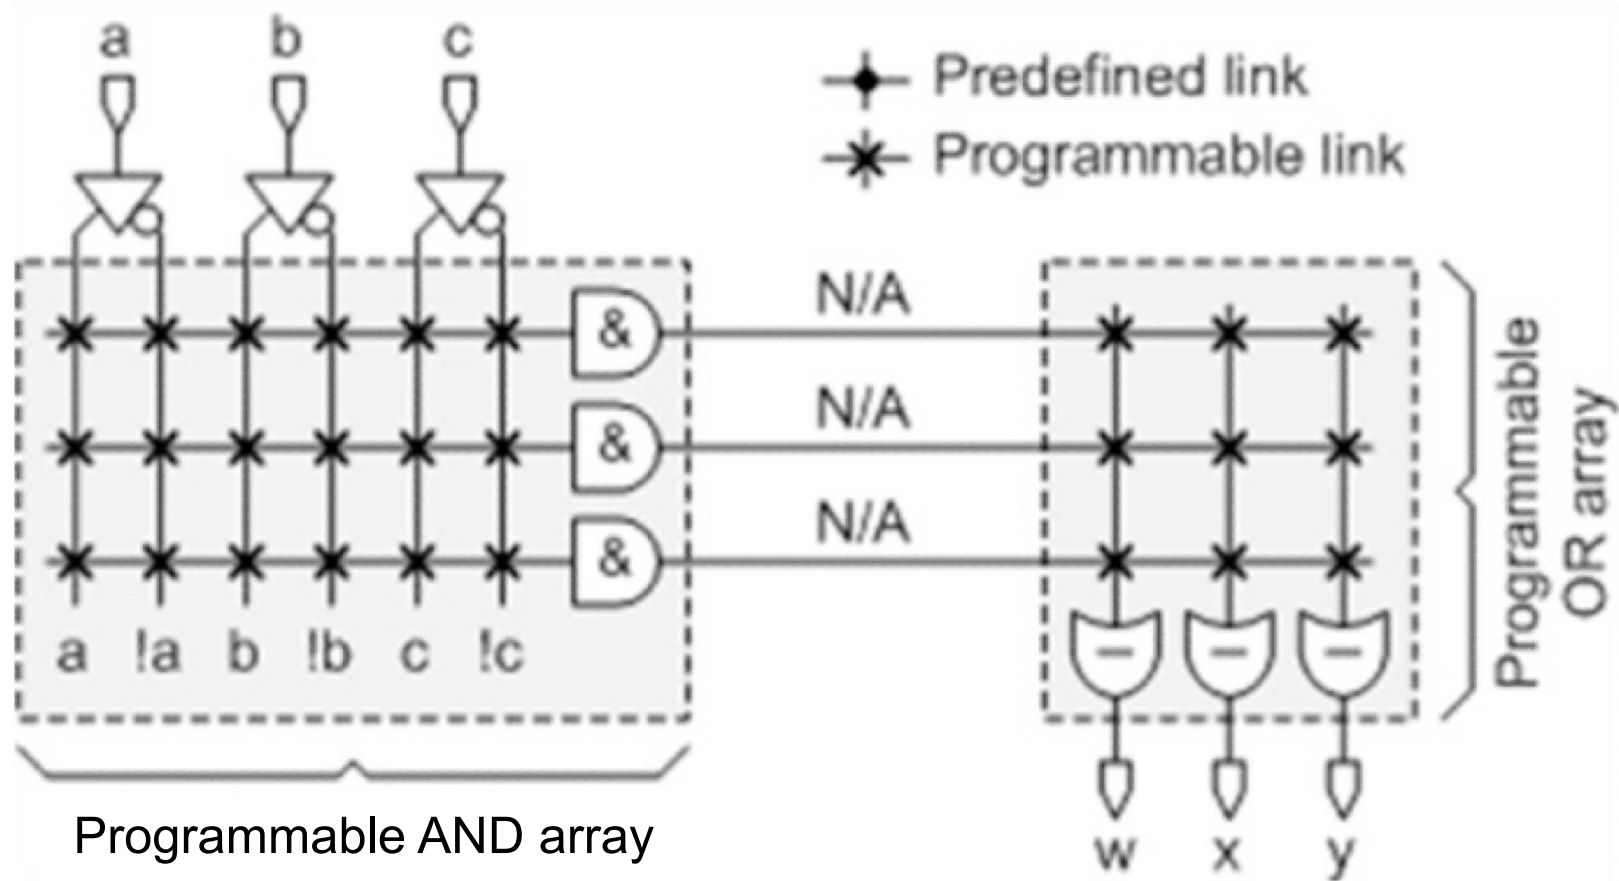 a b c
Predefined link
Programmable link
N/A
&
N/A
&
N/A
&
a !a b !b c !c
Programmable AND array
Programmable
OR array
w x y